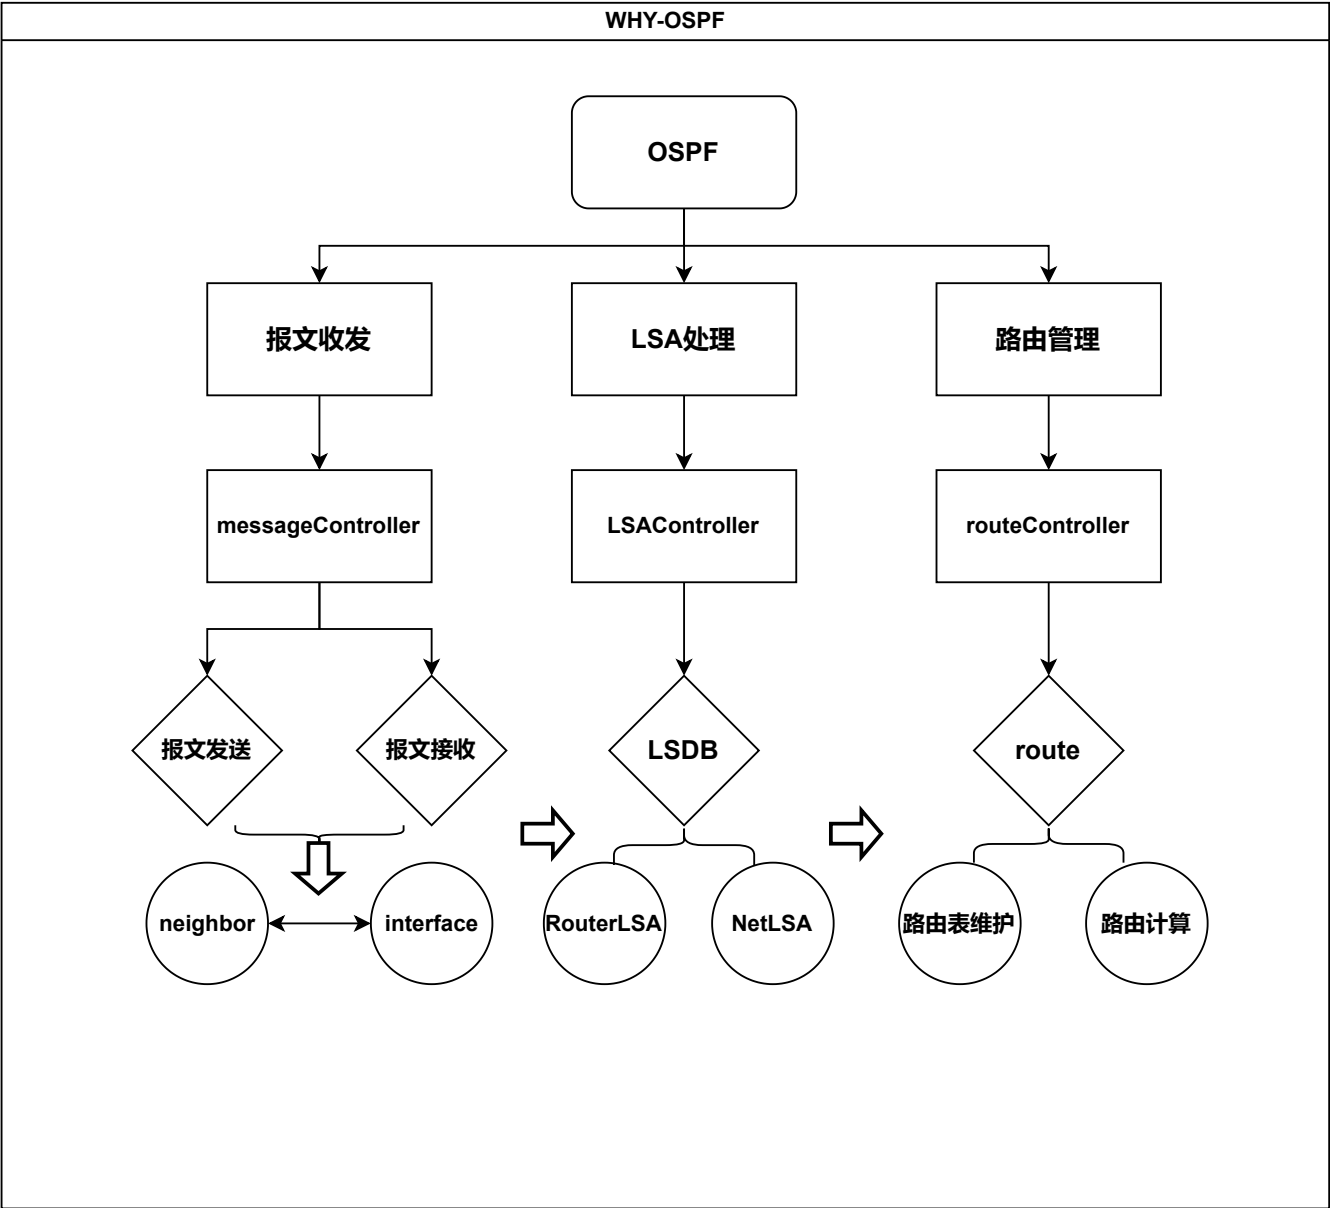 WHY-OSPF
OSPF
报文收发
LSA处理
路由管理
messageController
LSAController
routeController
报文发送
报文接收
LSDB
route
neighbor
interface
RouterLSA
NetLSA
路由表维护
路由计算